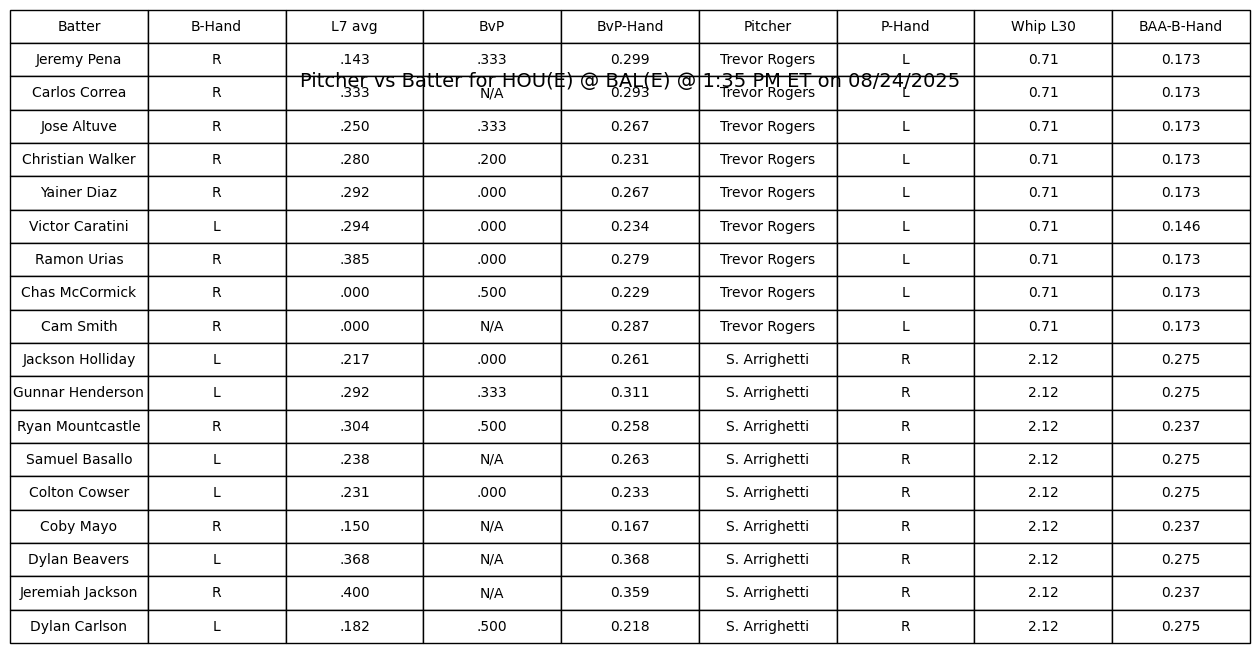 Batter B-Hand L7 avg BvP BvP-Hand Pitcher P-Hand Whip L30 BAA-B-Hand
Jeremy Pena R .143 .333 0.299 Trevor Rogers L 0.71 0.173
Pitcher vs Batter for HOU(E) @ BAL(E) @ 1:35 PM ET on 08/24/2025
Carlos Correa R .333 N/A 0.293 Trevor Rogers L 0.71 0.173
Jose Altuve R .250 .333 0.267 Trevor Rogers L 0.71 0.173
Christian Walker R .280 .200 0.231 Trevor Rogers L 0.71 0.173
Yainer Diaz R .292 .000 0.267 Trevor Rogers L 0.71 0.173
Victor Caratini L .294 .000 0.234 Trevor Rogers L 0.71 0.146
Ramon Urias R .385 .000 0.279 Trevor Rogers L 0.71 0.173
Chas McCormick R .000 .500 0.229 Trevor Rogers L 0.71 0.173
Cam Smith R .000 N/A 0.287 Trevor Rogers L 0.71 0.173
Jackson Holliday L .217 .000 0.261 S. Arrighetti R 2.12 0.275
Gunnar Henderson L .292 .333 0.311 S. Arrighetti R 2.12 0.275
Ryan Mountcastle R .304 .500 0.258 S. Arrighetti R 2.12 0.237
Samuel Basallo L .238 N/A 0.263 S. Arrighetti R 2.12 0.275
Colton Cowser L .231 .000 0.233 S. Arrighetti R 2.12 0.275
Coby Mayo R .150 N/A 0.167 S. Arrighetti R 2.12 0.237
Dylan Beavers L .368 N/A 0.368 S. Arrighetti R 2.12 0.275
Jeremiah Jackson R .400 N/A 0.359 S. Arrighetti R 2.12 0.237
Dylan Carlson L .182 .500 0.218 S. Arrighetti R 2.12 0.275